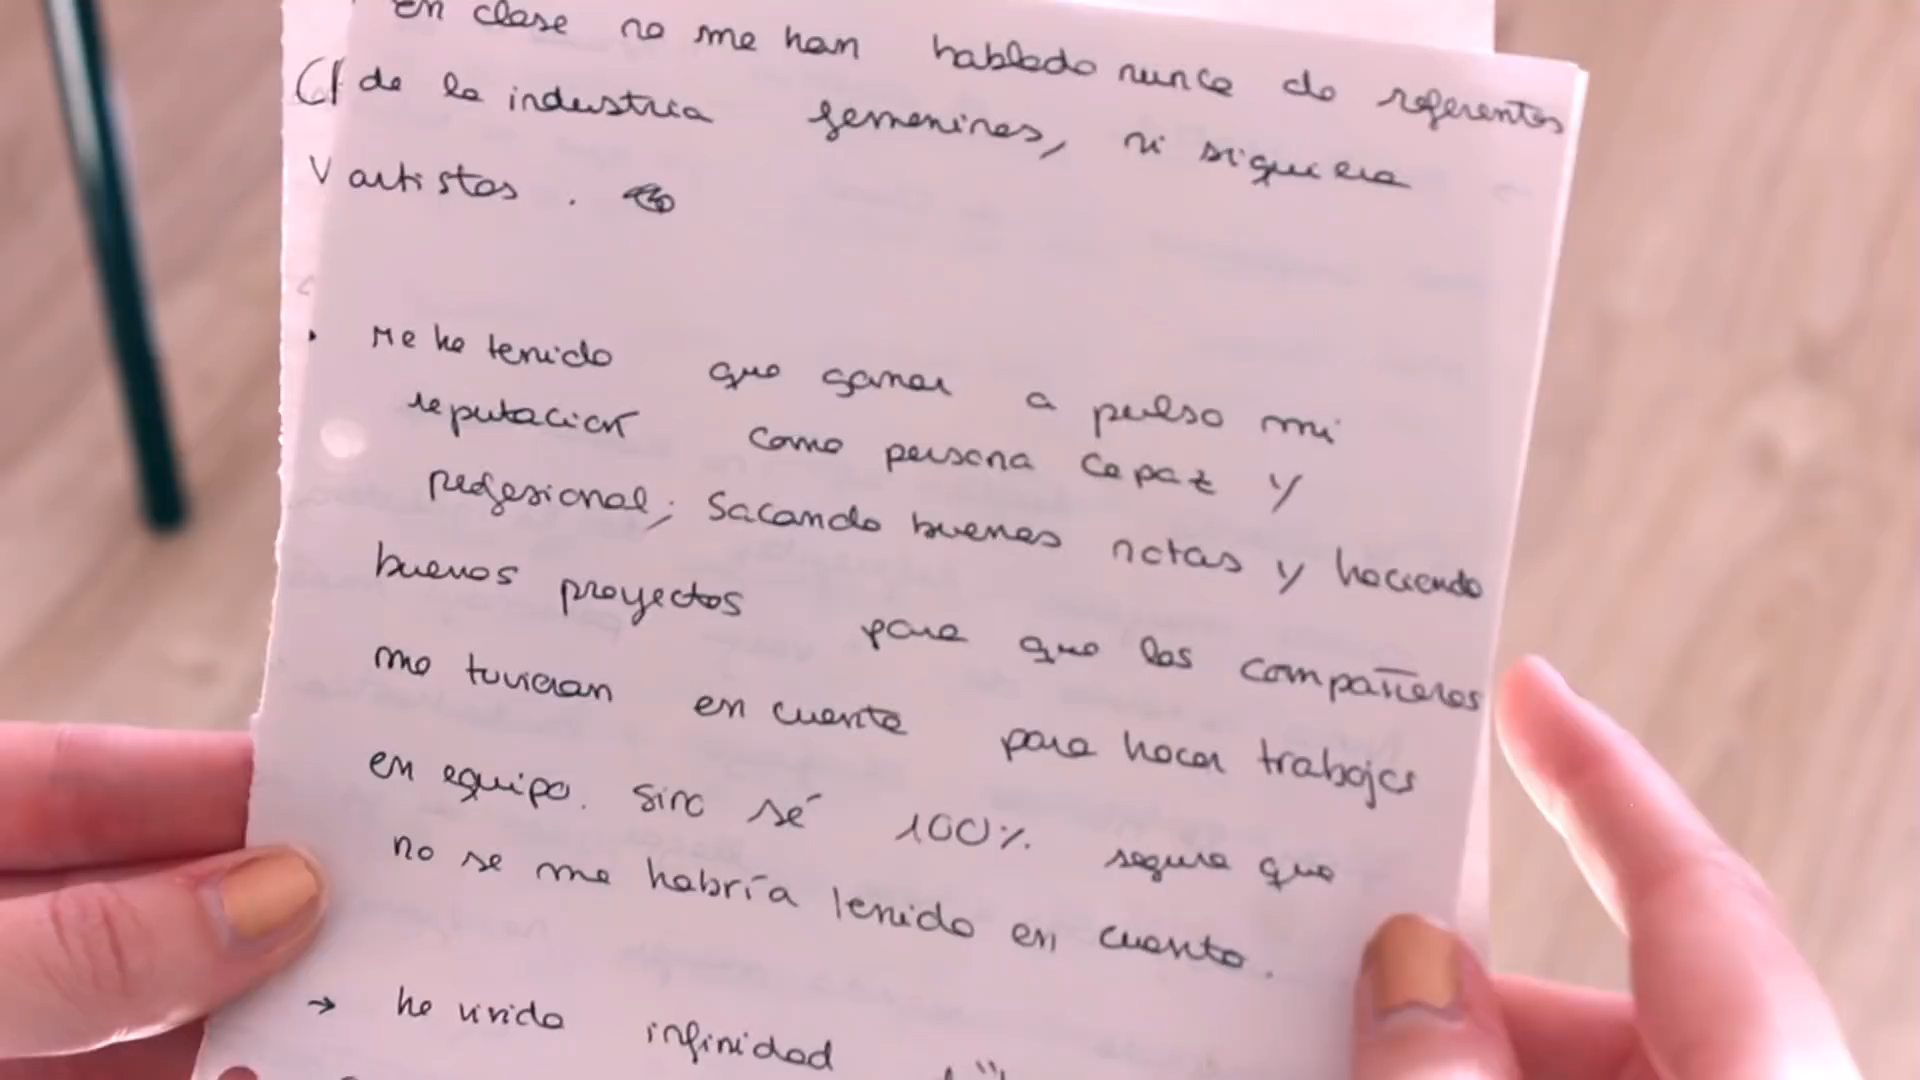 en clase no me han hablado nunca de referentes
de la industria femeninos, ni siquiera
artistas.
Me he tenido que ganar a pulso mi
reputación como persona capaz y
profesional; sacando buenas notas y haciendo
buenos proyectos para que los compañeros
me tuvieran en cuenta para hacer trabajos
en equipo. Sino sé 100% segura que
no se me habría tenido en cuenta.
→ he vivido infinidad